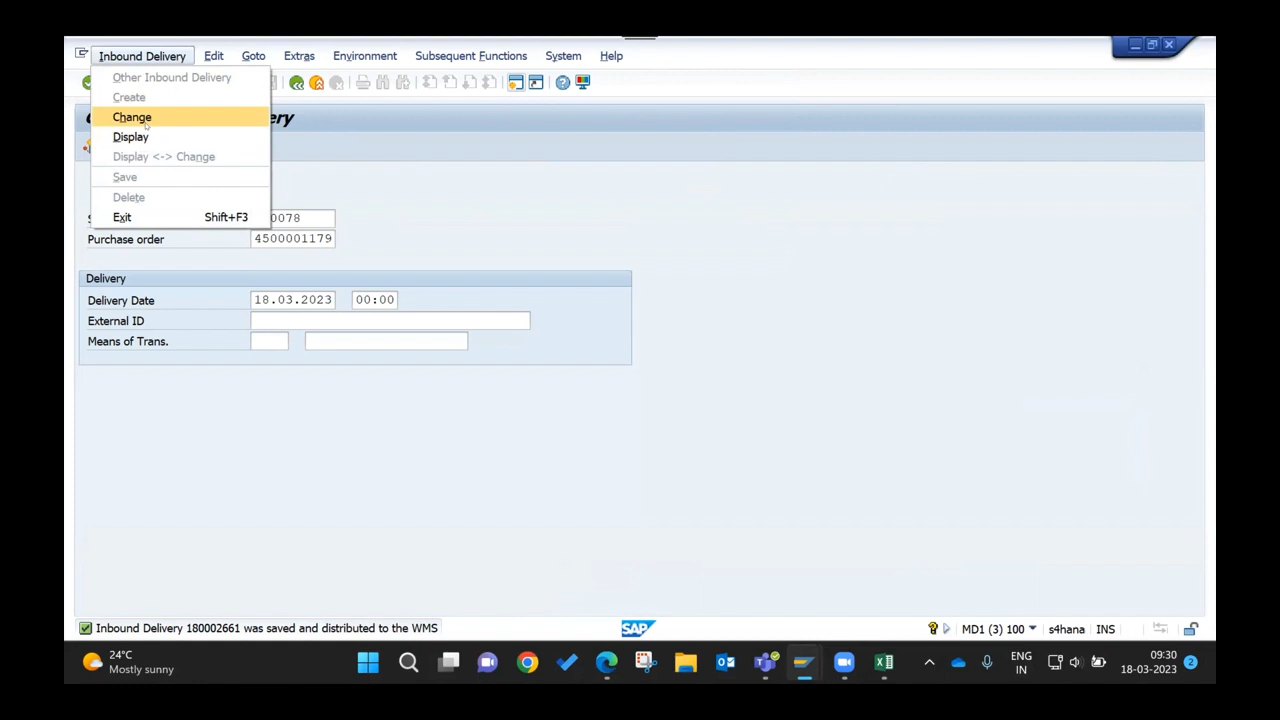 Inbound Delivery Edit Goto Extras Environment Subsequent Functions System Help
Other Inbound Delivery
Create
Change
ery
Display
Display <-> Change
Save
Delete
Exit Shift+F3
0078
Purchase order 4500001179
Delivery
Delivery Date 18.03.2023 00:00
External ID
Means of Trans.
Inbound Delivery 180002661 was saved and distributed to the WMS
SAP
MD1 (3) 100 s4hana INS
24°C
Mostly sunny
ENG
IN
09:30
18-03-2023
2